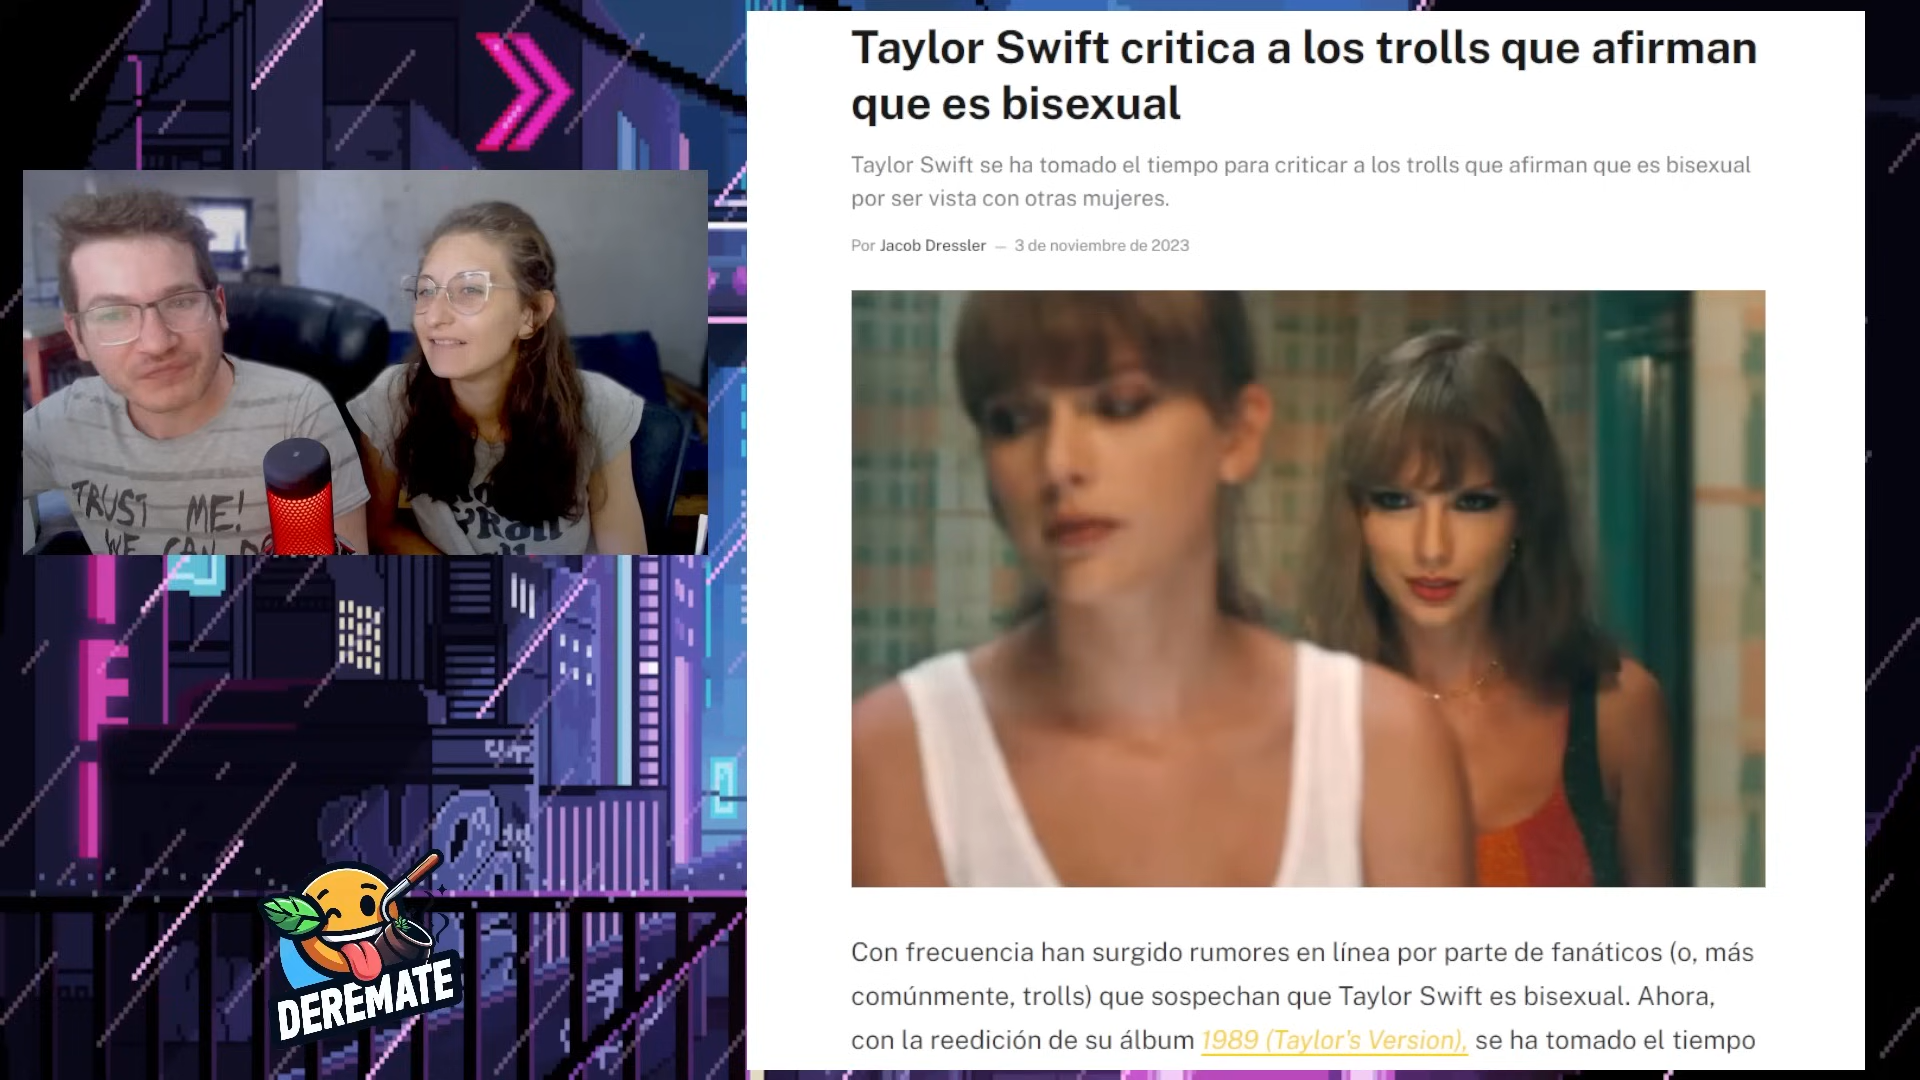 Taylor Swift critica a los trolls que afirman
que es bisexual
Taylor Swift se ha tomado el tiempo para criticar a los trolls que afirman que es bisexual
por ser vista con otras mujeres.
Por Jacob Dressler — 3 de noviembre de 2023
TRUST ME!
WE CAN DO
DEREMATE
Con frecuencia han surgido rumores en línea por parte de fanáticos (o, más
comúnmente, trolls) que sospechan que Taylor Swift es bisexual. Ahora,
con la reedición de su álbum 1989 (Taylor's Version), se ha tomado el tiempo